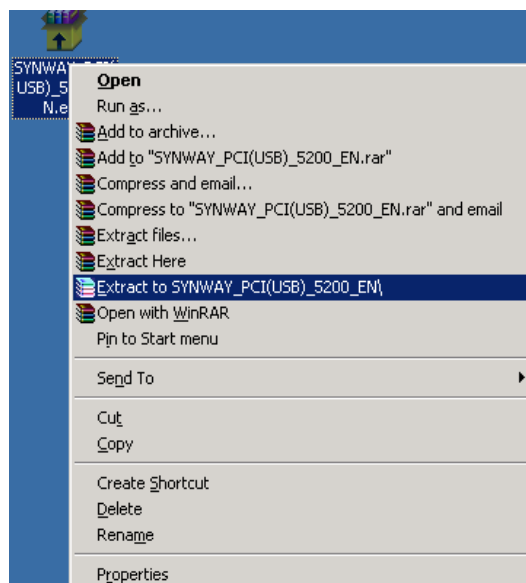 SYNWAY
USB)_5
N.e
Open
Run as...
Add to archive...
Add to "SYNWAY_PCI(USB)_5200_EN.rar"
Compress and email...
Compress to "SYNWAY_PCI(USB)_5200_EN.rar" and email
Extract files...
Extract Here
Extract to SYNWAY_PCI(USB)_5200_EN\
Open with WinRAR
Pin to Start menu
Send To
Cut
Copy
Create Shortcut
Delete
Rename
Properties